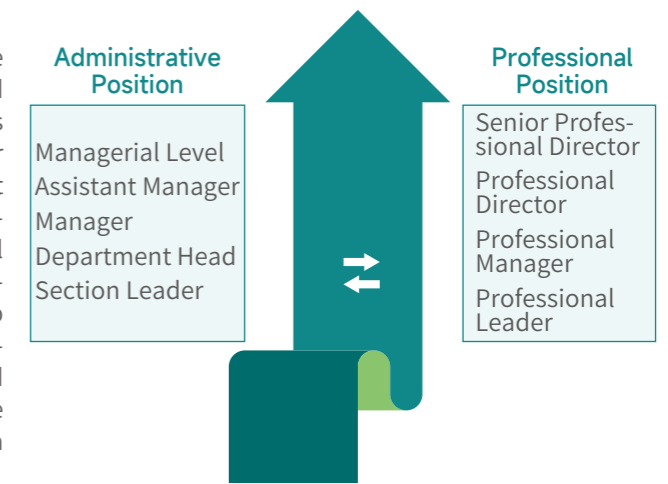 Administrative
Position
Managerial Level
Assistant Manager
Manager
Department Head
Section Leader
Professional
Position
Senior Profes-
sional Director
Professional
Director
Professional
Manager
Professional
Leader